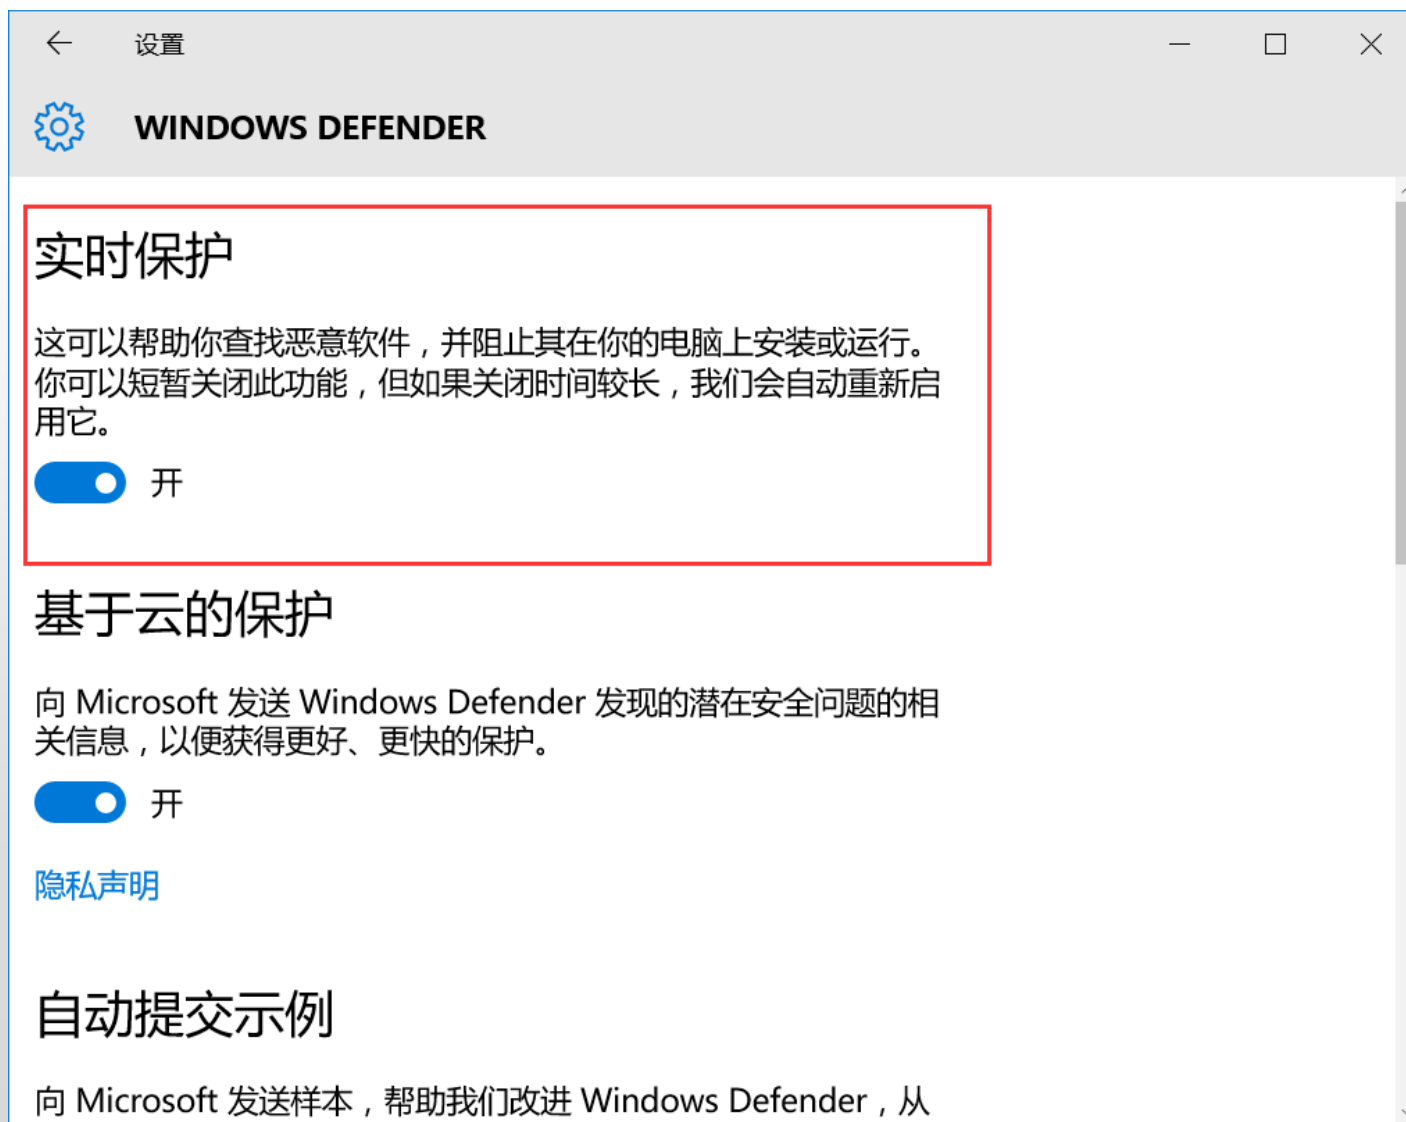 设置
WINDOWS DEFENDER
实时保护
这可以帮助你查找恶意软件，并阻止其在你的电脑上安装或运行。
你可以短暂关闭此功能，但如果关闭时间较长，我们会自动重新启
用它。
开
基于云的保护
向 Microsoft 发送 Windows Defender 发现的潜在安全问题的相
关信息，以便获得更好、更快的保护。
开
隐私声明
自动提交示例
向 Microsoft 发送样本，帮助我们改进 Windows Defender，从